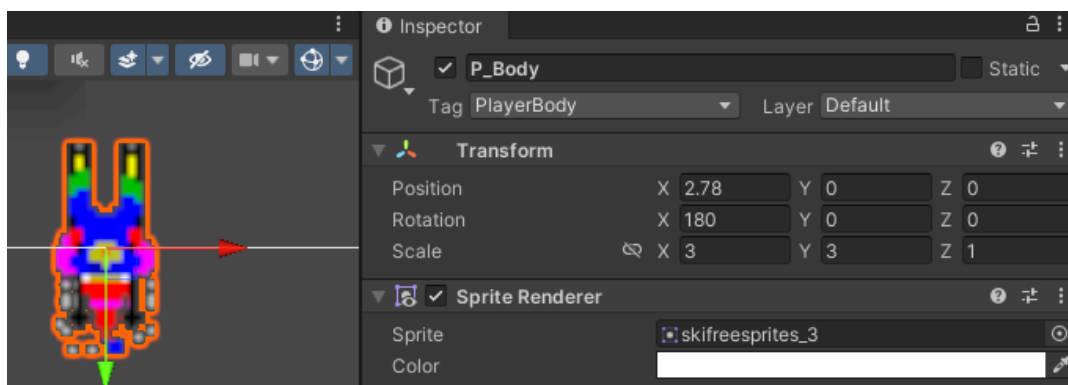 Inspector
P_Body Static
Tag PlayerBody Layer Default
Transform
Position X 2.78 Y 0 Z 0
Rotation X 180 Y 0 Z 0
Scale X 3 Y 3 Z 1
Sprite Renderer
Sprite skifreesprites_3
Color